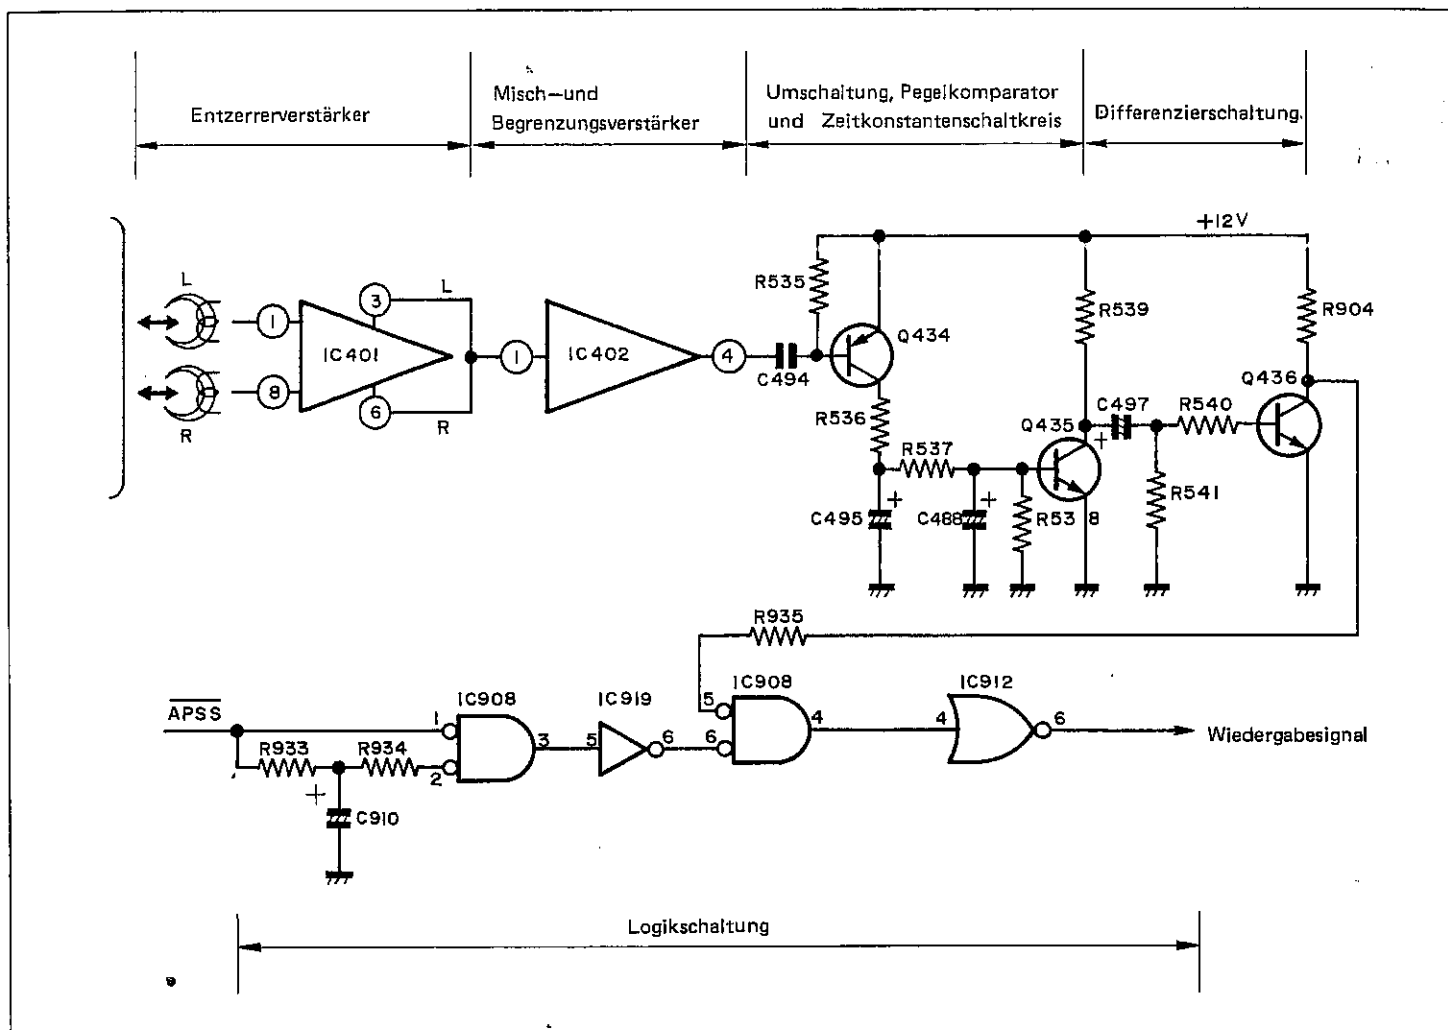 Entzerrerverstärker
Misch—und
Begrenzungsverstärker
Umschaltung, Pegelkomparator
und Zeitkonstantenschaltkreis
Differenzierschaltung.
+12V
L
R
1
8
3
6
L
R
IC401
1
IC402
4
C494
R535
Q434
R536
R537
C495
+
C488
+
R53 8
Q435
R539
C497
+
R540
R541
Q436
R904
R935
APSS
R933
R934
+
C910
1
2
IC908
3
5
IC919
6
5
6
IC908
4
4
IC912
6
Wiedergabesignal
Logikschaltung